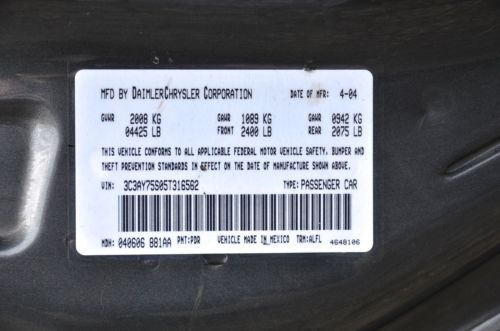 MFD BY DAIMLERCHRYSLER CORPORATION DATE OF MFR: 4-04
GVWR 2008 KG GAWR 1089 KG GAWR 0942 KG
04425 LB FRONT 2400 LB REAR 2075 LB
THIS VEHICLE CONFORMS TO ALL APPLICABLE FEDERAL MOTOR VEHICLE SAFETY, BUMPER AND
THEFT PREVENTION STANDARDS IN EFFECT ON THE DATE OF MANUFACTURE SHOWN ABOVE.
VIN: 3C3AY75S05T316562 TYPE: PASSENGER CAR
MDH: 040606 881AA PNT:PDR VEHICLE MADE IN MEXICO TRM:ALFL 4648106